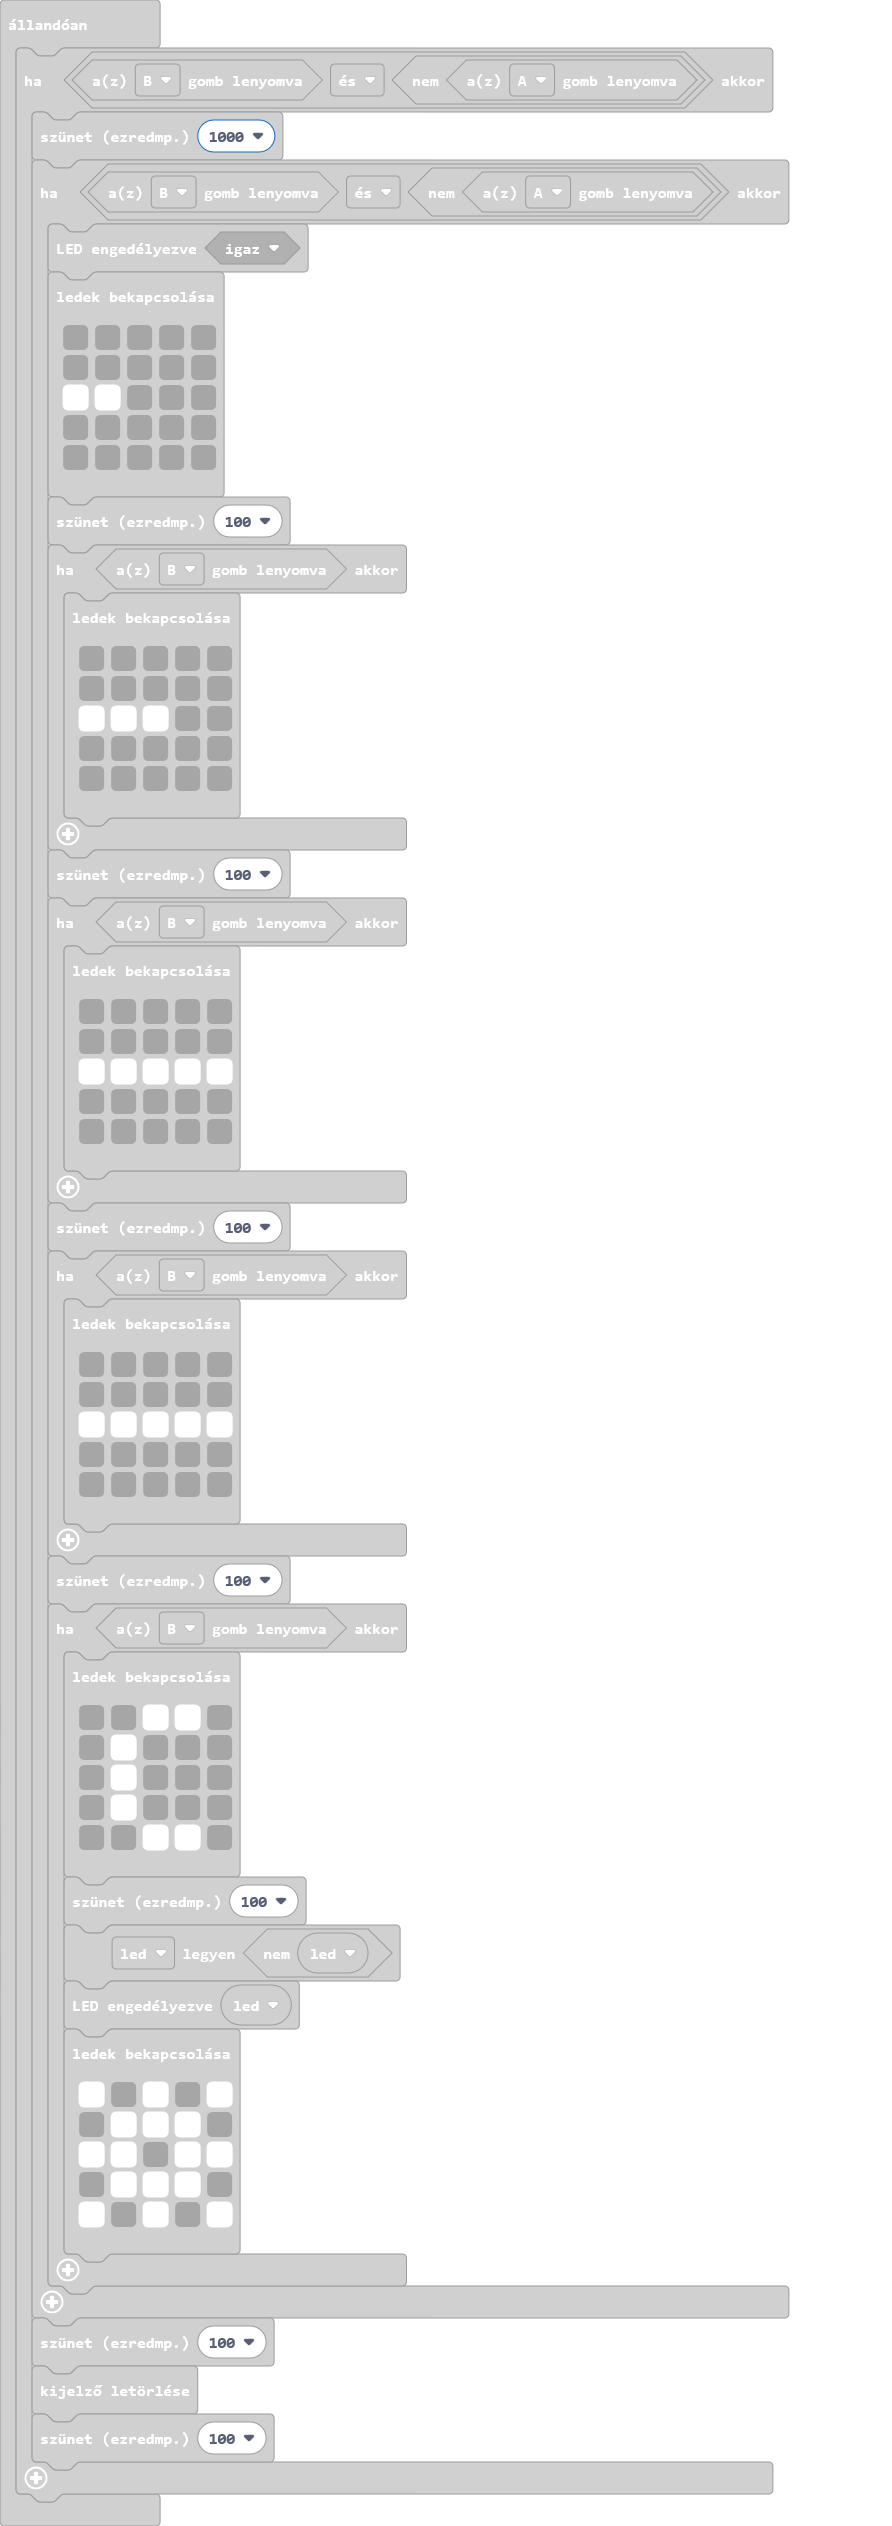 állandóan
ha a(z) B gomb lenyomva és nem a(z) A gomb lenyomva akkor
szünet (ezredmp.) 1000
ha a(z) B gomb lenyomva és nem a(z) A gomb lenyomva akkor
LED engedélyezve igaz
ledek bekapcsolása
szünet (ezredmp.) 100
ha a(z) B gomb lenyomva akkor
ledek bekapcsolása
szünet (ezredmp.) 100
ha a(z) B gomb lenyomva akkor
ledek bekapcsolása
szünet (ezredmp.) 100
ha a(z) B gomb lenyomva akkor
ledek bekapcsolása
szünet (ezredmp.) 100
ha a(z) B gomb lenyomva akkor
ledek bekapcsolása
szünet (ezredmp.) 100
led legyen nem led
LED engedélyezve led
ledek bekapcsolása
szünet (ezredmp.) 100
kijelző letörlése
szünet (ezredmp.) 100